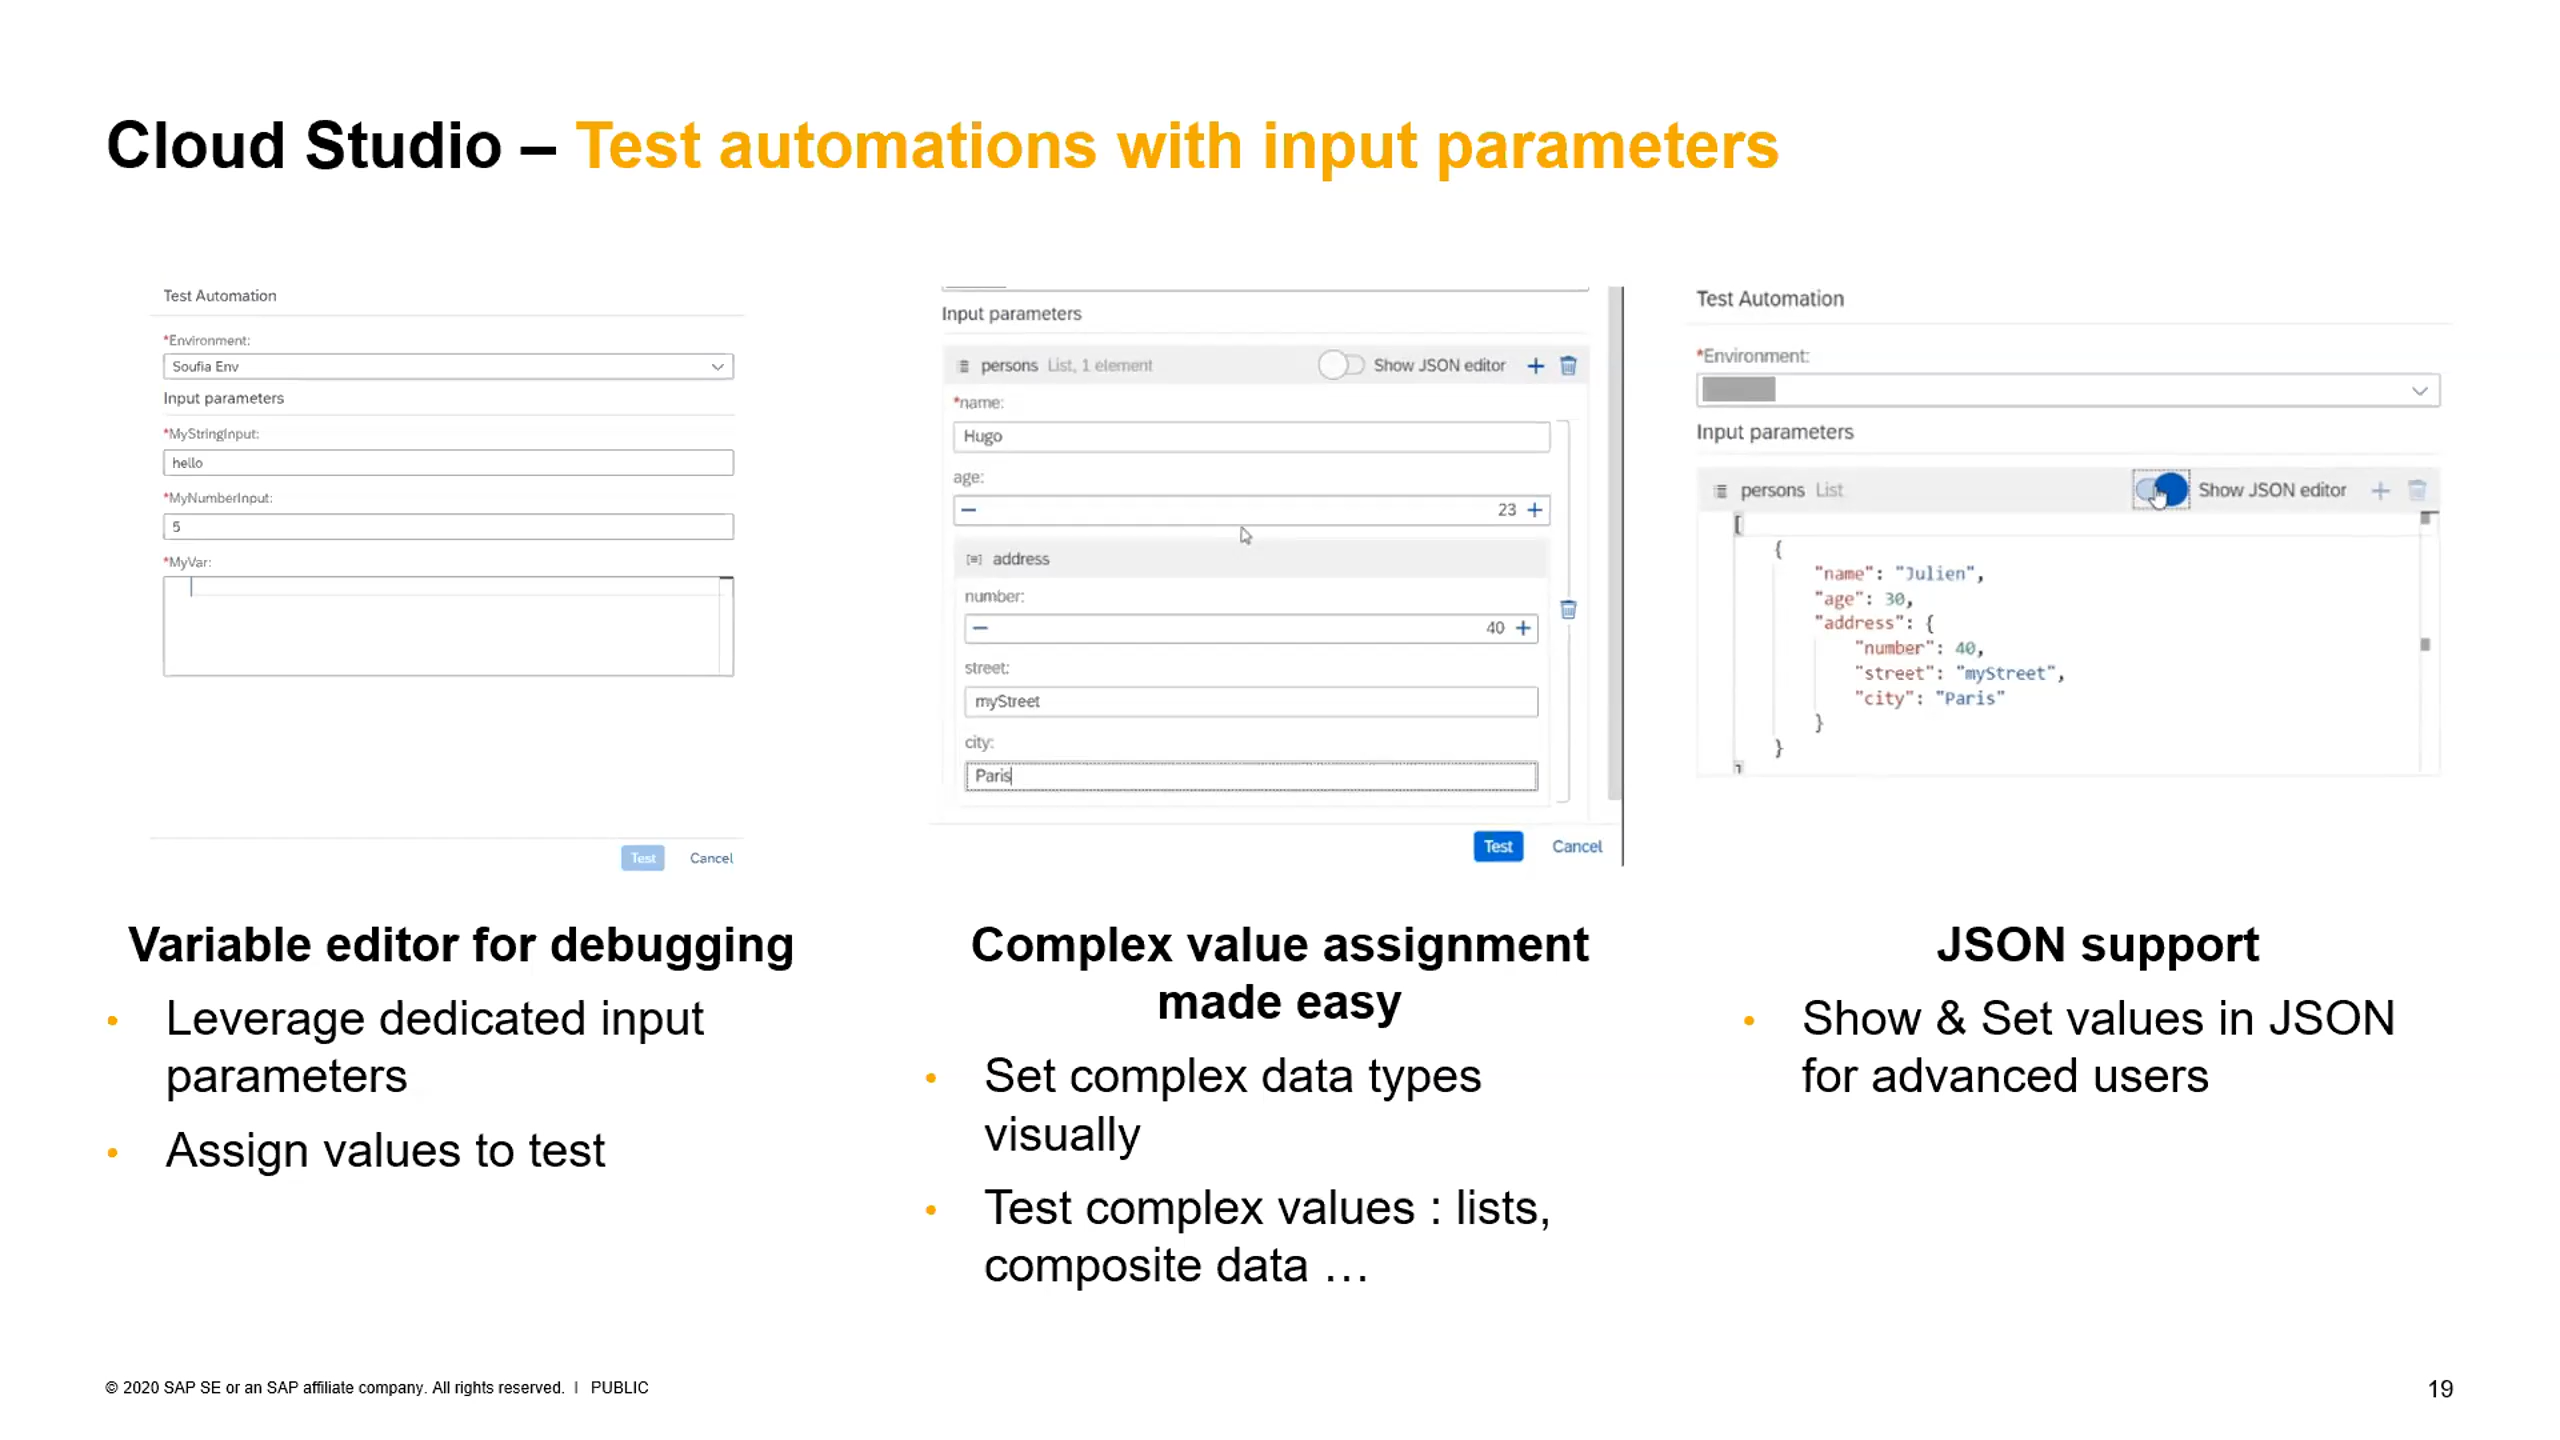 Cloud Studio – Test automations with input parameters
Test Automation
*Environment:
Soufia Env
Input parameters
*MyStringInput:
hello
*MyNumberInput:
5
*MyVar:
Test Cancel
Input parameters
persons List, 1 element Show JSON editor
*name:
Hugo
age:
23
address
number:
40
street:
myStreet
city:
Paris
Test Cancel
Test Automation
*Environment:
Input parameters
persons List Show JSON editor
[
{
"name": "Julien",
"age": 30,
"address": {
"number": 40,
"street": "myStreet",
"city": "Paris"
}
}
]
Variable editor for debugging
• Leverage dedicated input
parameters
• Assign values to test
Complex value assignment
made easy
• Set complex data types
visually
• Test complex values : lists,
composite data …
JSON support
• Show & Set values in JSON
for advanced users
© 2020 SAP SE or an SAP affiliate company. All rights reserved. I PUBLIC
19